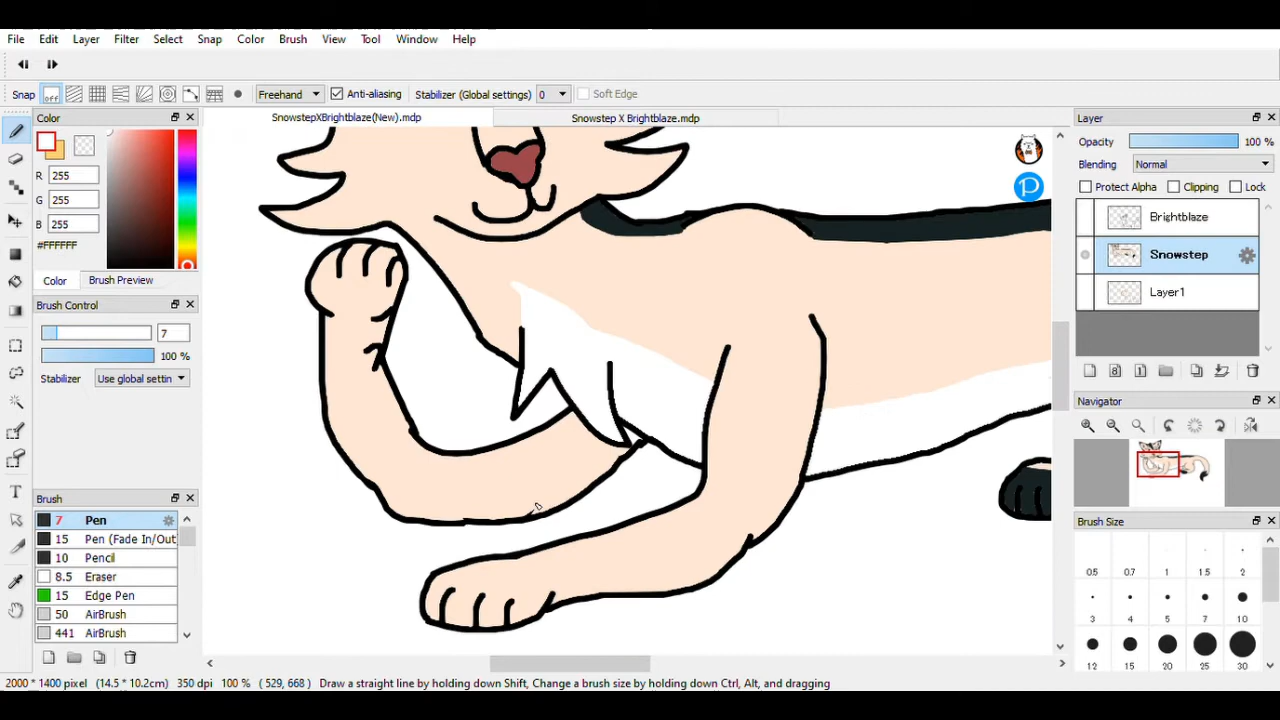 File Edit Layer Filter Select Snap Color Brush View Tool Window Help
Snap off Freehand Anti-aliasing Stabilizer (Global settings) 0 Soft Edge
Color
SnowstepXBrightblaze(New).mdp
Snowstep X Brightblaze.mdp
R 255
G 255
B 255
#FFFFFF
Color Brush Preview
Brush Control
7
100 %
Stabilizer Use global settin
Brush
7 Pen
15 Pen (Fade In/Out
10 Pencil
8.5 Eraser
15 Edge Pen
50 AirBrush
441 AirBrush
Layer
Opacity 100 %
Blending Normal
Protect Alpha Clipping Lock
Brightblaze
Snowstep
Layer1
Navigator
Brush Size
0.5 0.7 1 1.5 2
3 4 5 7 10
12 15 20 25 30
2000 * 1400 pixel (14.5 * 10.2cm) 350 dpi 100 % ( 529, 668 ) Draw a straight line by holding down Shift, Change a brush size by holding down Ctrl, Alt, and dragging